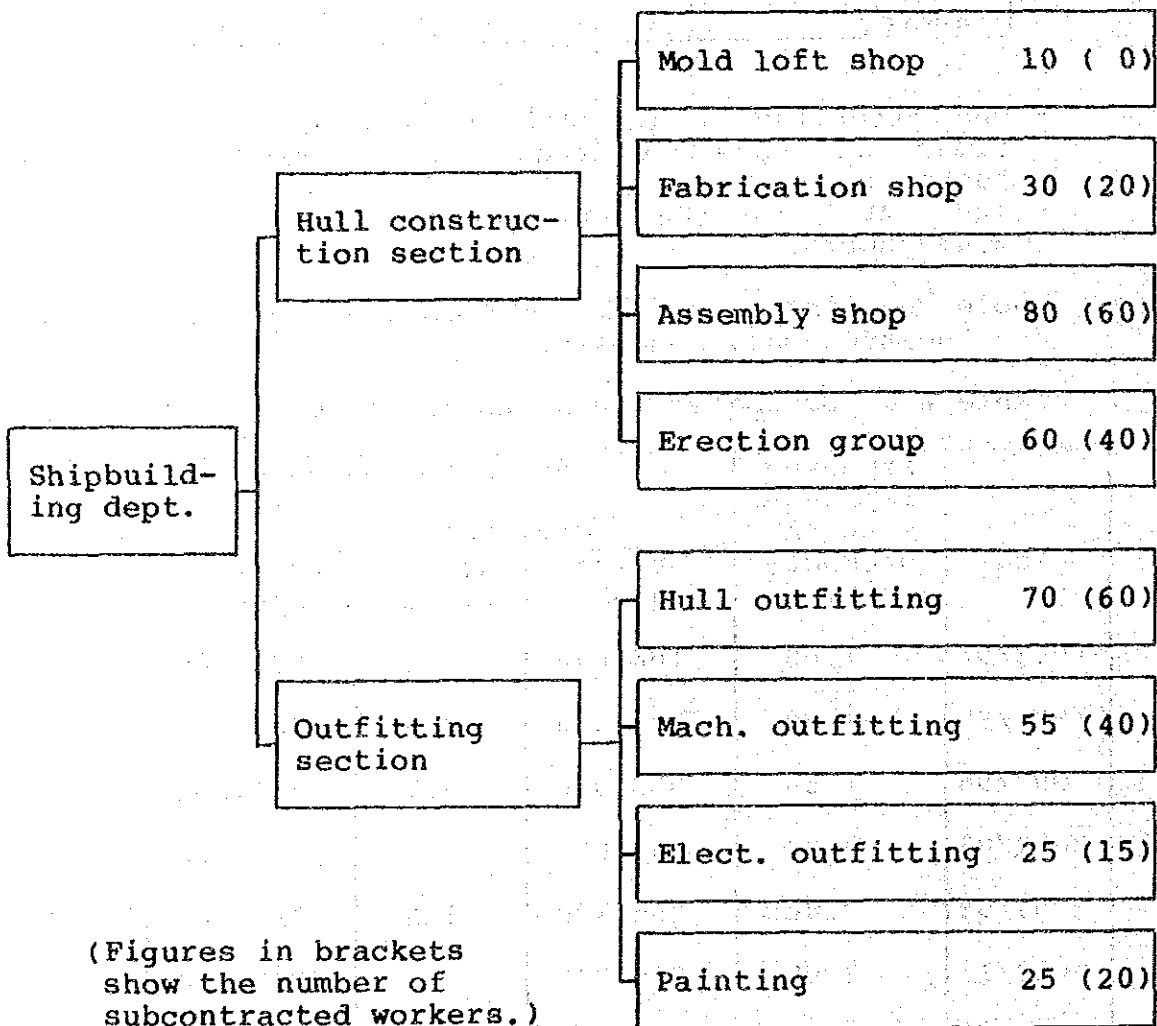 Mold loft shop 10 ( 0)
Fabrication shop 30 (20)
Hull construc-
tion section
Assembly shop 80 (60)
Erection group 60 (40)
Shipbuild-
ing dept.
Hull outfitting 70 (60)
Mach. outfitting 55 (40)
Outfitting
section
Elect. outfitting 25 (15)
Painting 25 (20)
(Figures in brackets
show the number of
subcontracted workers.)